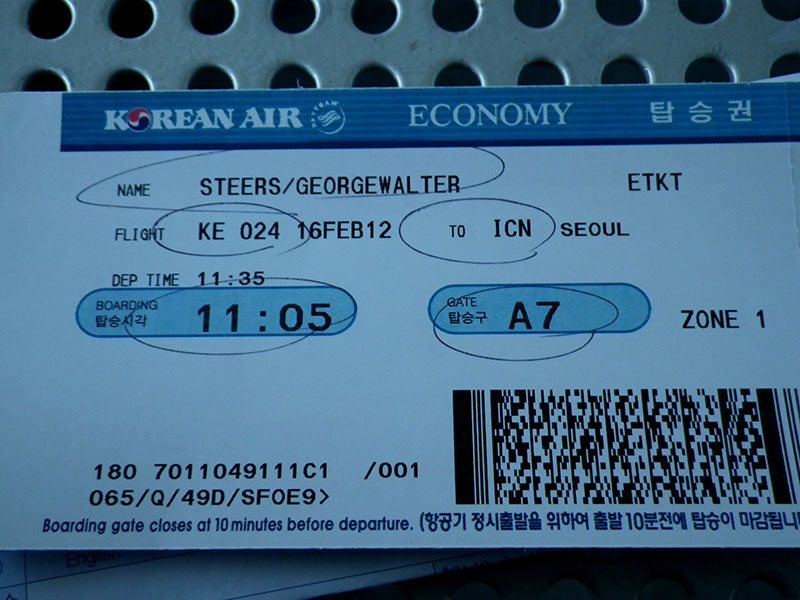 KOREAN AIR ECONOMY 탑승권
NAME STEERS/GEORGEWALTER ETKT
FLIGHT KE 024 16FEB12 TO ICN SEOUL
DEP TIME 11:35
BOARDING 탑승시각 11:05 GATE 탑승구 A7 ZONE 1
180 7011049111C1 /001
065/Q/49D/SFOE9>
Boarding gate closes at 10 minutes before departure. (항공기 정시출발을 위하여 출발 10분전에 탑승이 마감됩니
English